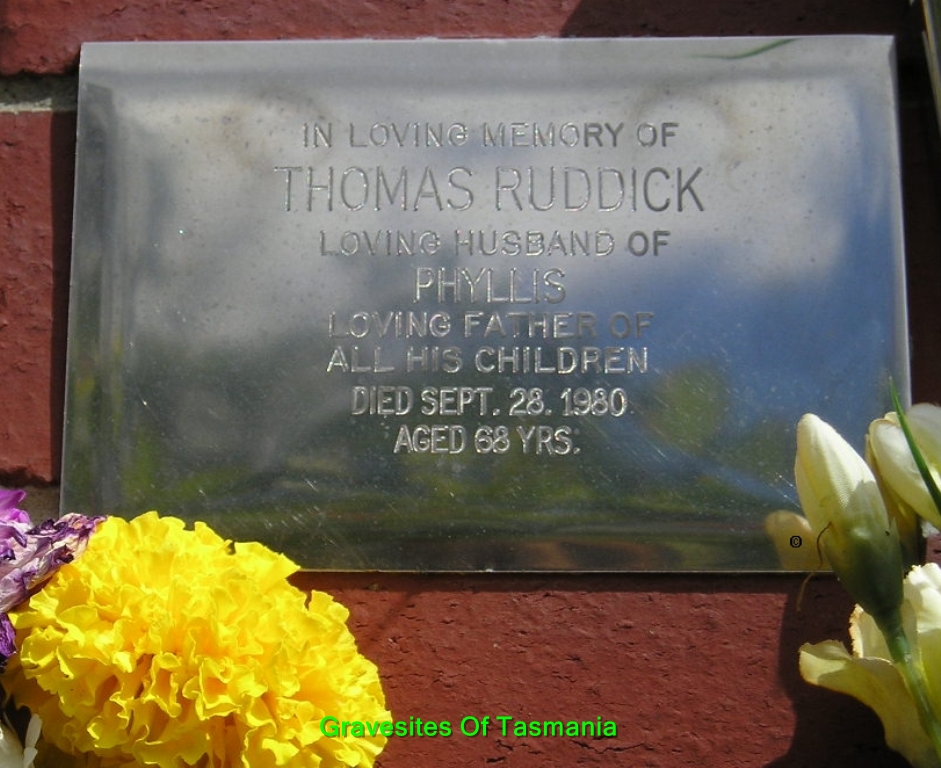 IN LOVING MEMORY OF
THOMAS RUDDICK
LOVING HUSBAND OF
PHYLLIS
LOVING FATHER OF
ALL HIS CHILDREN
DIED SEPT. 28. 1980
AGED 68 YRS.
©
Gravesites Of Tasmania